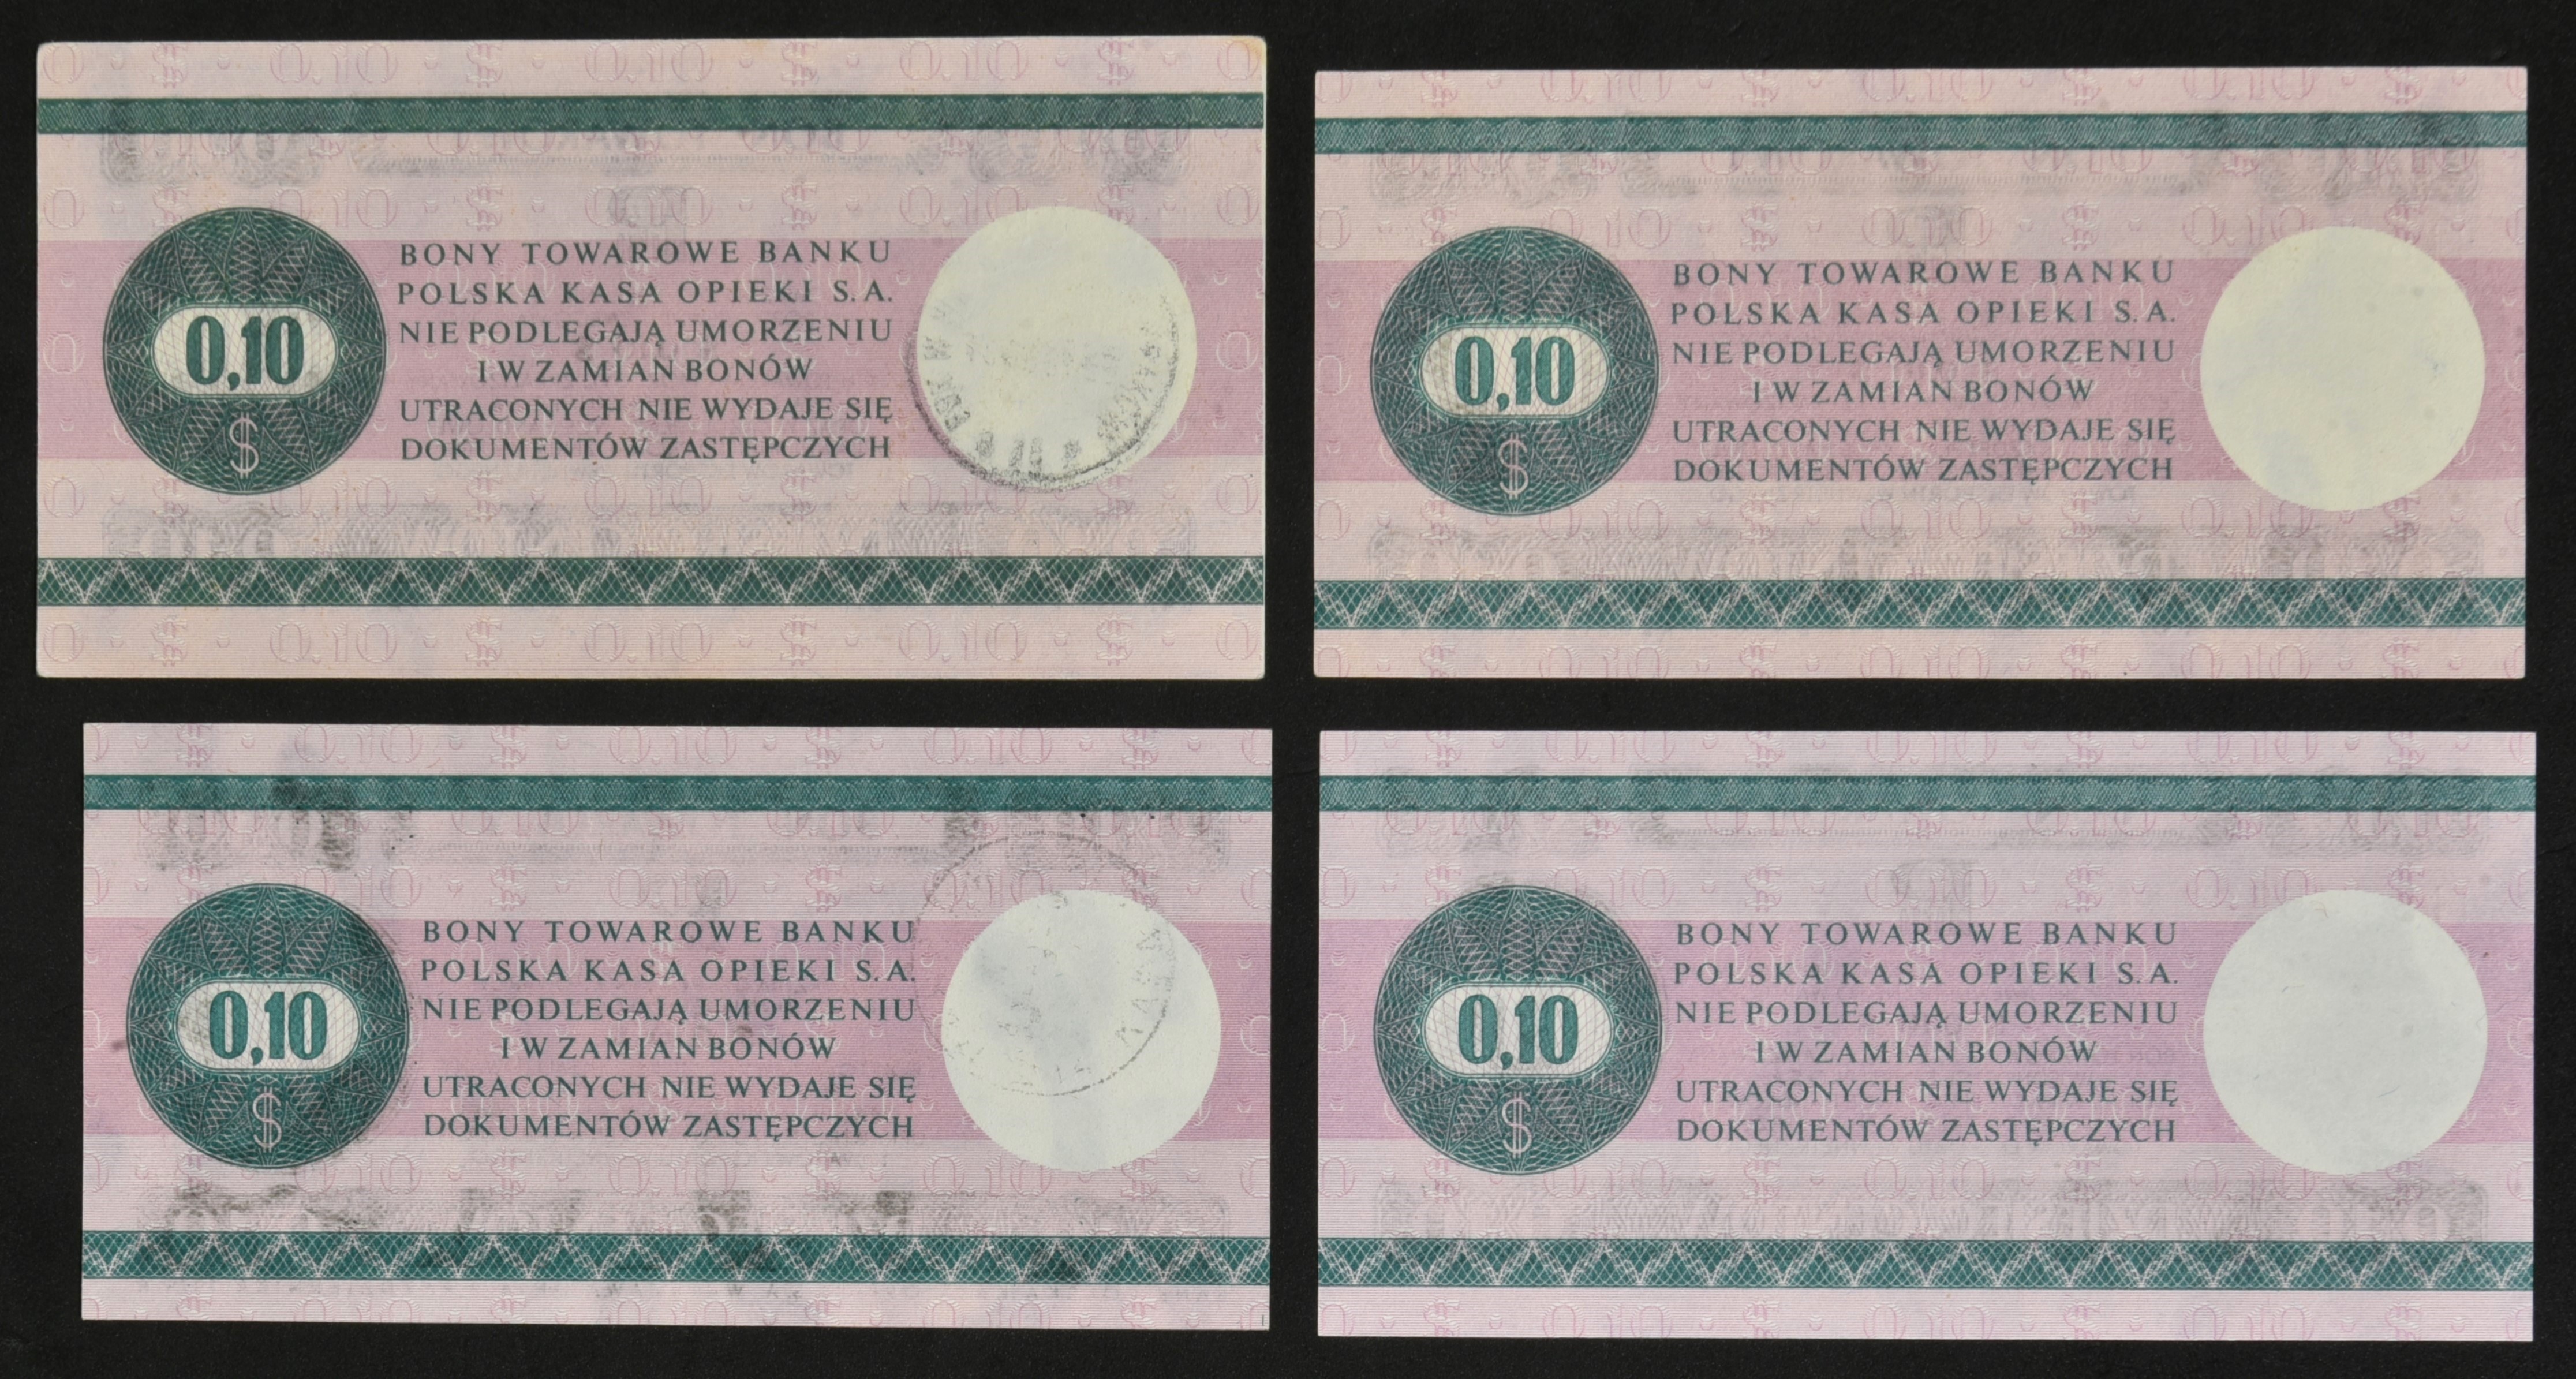 BONY TOWAROWE BANKU
POLSKA KASA OPIEKI S.A.
NIE PODLEGAJĄ UMORZENIU
I W ZAMIAN BONÓW
UTRACONYCH NIE WYDAJE SIĘ
DOKUMENTÓW ZASTĘPCZYCH
0,10
$
BONY TOWAROWE BANKU
POLSKA KASA OPIEKI S.A.
NIE PODLEGAJĄ UMORZENIU
I W ZAMIAN BONÓW
UTRACONYCH NIE WYDAJE SIĘ
DOKUMENTÓW ZASTĘPCZYCH
0,10
$
BONY TOWAROWE BANKU
POLSKA KASA OPIEKI S.A.
NIE PODLEGAJĄ UMORZENIU
I W ZAMIAN BONÓW
UTRACONYCH NIE WYDAJE SIĘ
DOKUMENTÓW ZASTĘPCZYCH
0,10
$
BONY TOWAROWE BANKU
POLSKA KASA OPIEKI S.A.
NIE PODLEGAJĄ UMORZENIU
I W ZAMIAN BONÓW
UTRACONYCH NIE WYDAJE SIĘ
DOKUMENTÓW ZASTĘPCZYCH
0,10
$